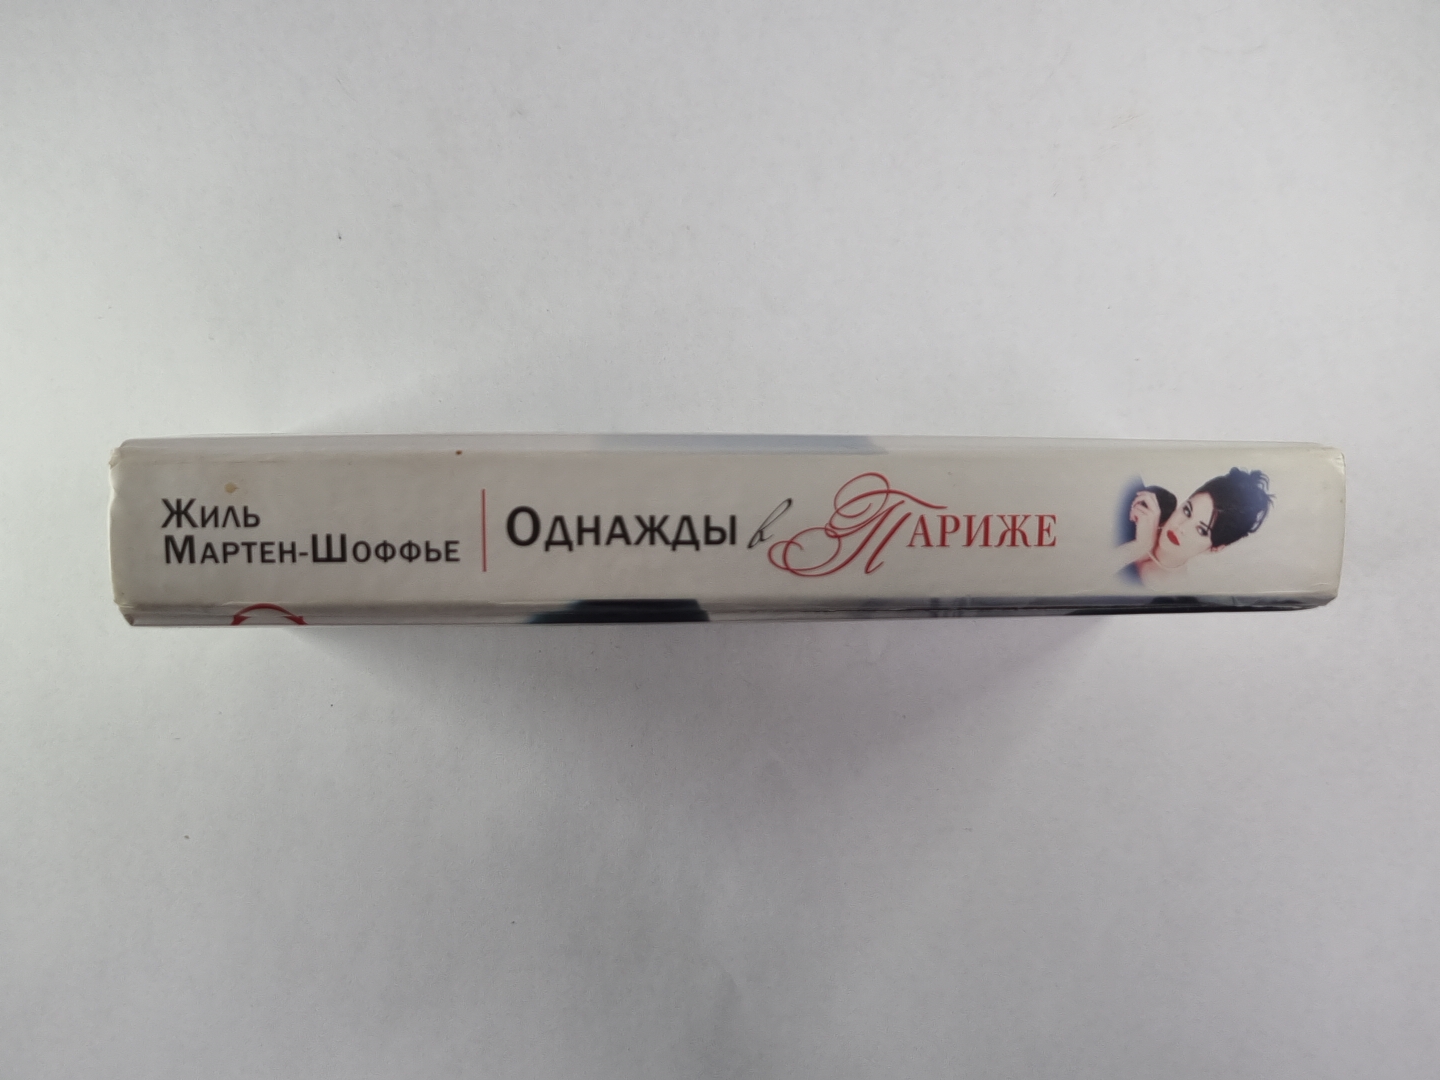 Жиль
Мартен-Шоффье
Однажды в Париже